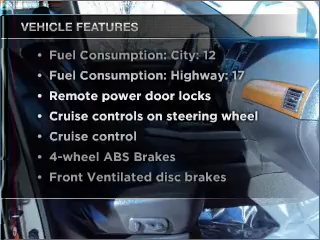 VEHICLE FEATURES
• Fuel Consumption: City: 12
• Fuel Consumption: Highway: 17
• Remote power door locks
• Cruise controls on steering wheel
• Cruise control
• 4-wheel ABS Brakes
• Front Ventilated disc brakes